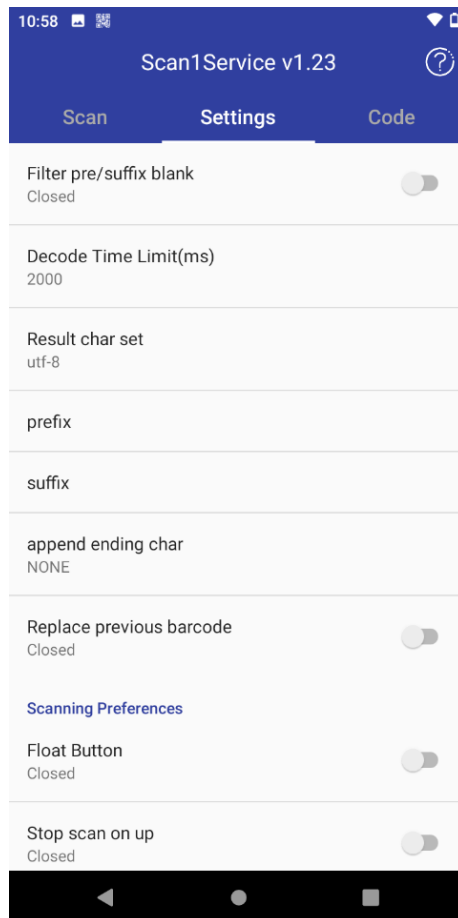 10:58
Scan1Service v1.23
Scan Settings Code
Filter pre/suffix blank
Closed
Decode Time Limit(ms)
2000
Result char set
utf-8
prefix
suffix
append ending char
NONE
Replace previous barcode
Closed
Scanning Preferences
Float Button
Closed
Stop scan on up
Closed